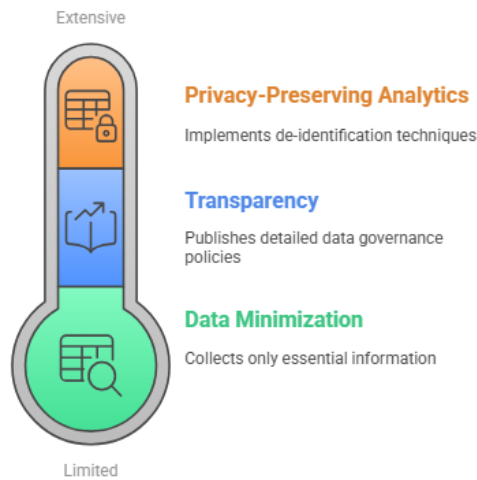 Extensive
Privacy-Preserving Analytics
Implements de-identification techniques
Transparency
Publishes detailed data governance
policies
Data Minimization
Collects only essential information
Limited